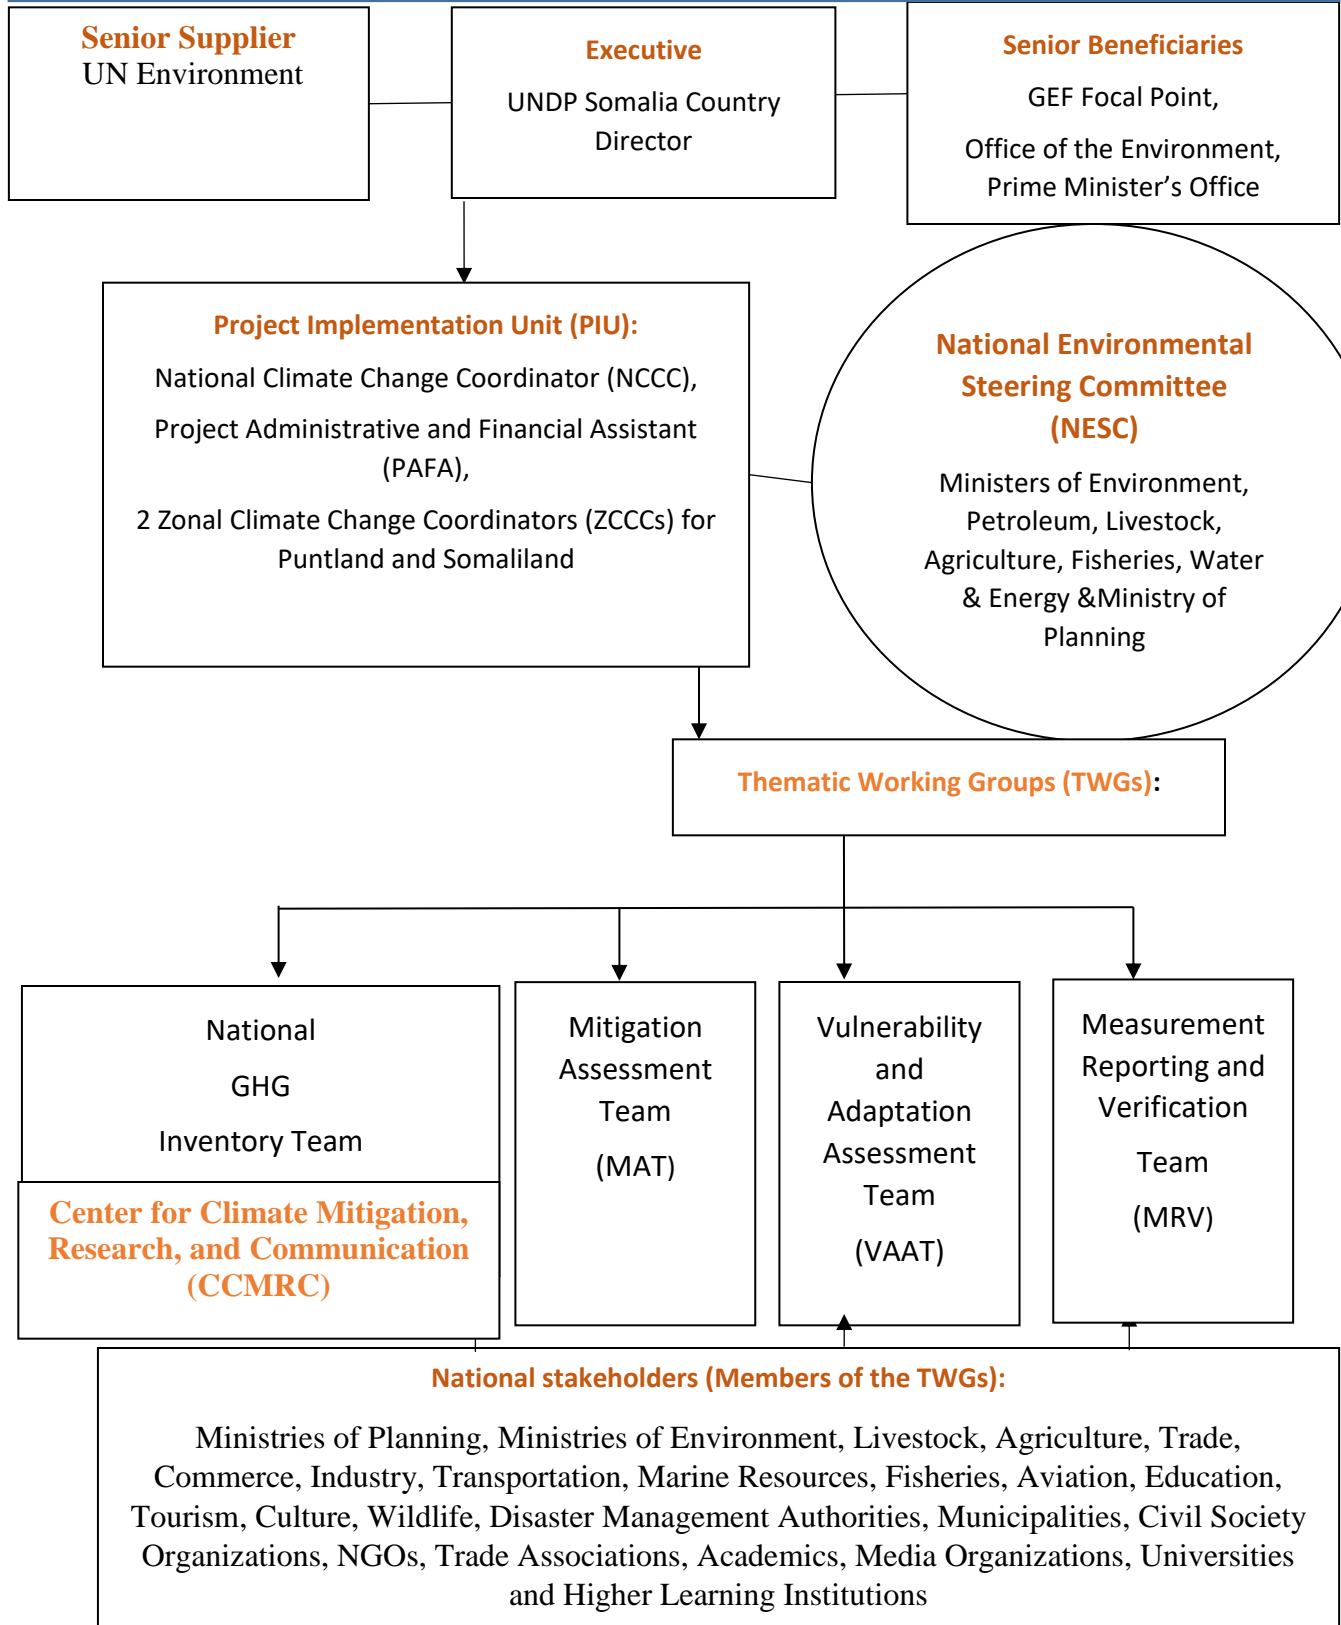 Senior Supplier
UN Environment
Executive
UNDP Somalia Country
Director
Senior Beneficiaries
GEF Focal Point,
Office of the Environment,
Prime Minister’s Office
Project Implementation Unit (PIU):
National Climate Change Coordinator (NCCC),
Project Administrative and Financial Assistant
(PAFA),
2 Zonal Climate Change Coordinators (ZCCCs) for
Puntland and Somaliland
National Environmental
Steering Committee
(NESC)
Ministers of Environment,
Petroleum, Livestock,
Agriculture, Fisheries, Water
& Energy &Ministry of
Planning
Thematic Working Groups (TWGs):
National
GHG
Inventory Team
Center for Climate Mitigation,
Research, and Communication
(CCMRC)
Mitigation
Assessment
Team
(MAT)
Vulnerability
and
Adaptation
Assessment
Team
(VAAT)
Measurement
Reporting and
Verification
Team
(MRV)
National stakeholders (Members of the TWGs):
Ministries of Planning, Ministries of Environment, Livestock, Agriculture, Trade,
Commerce, Industry, Transportation, Marine Resources, Fisheries, Aviation, Education,
Tourism, Culture, Wildlife, Disaster Management Authorities, Municipalities, Civil Society
Organizations, NGOs, Trade Associations, Academics, Media Organizations, Universities
and Higher Learning Institutions